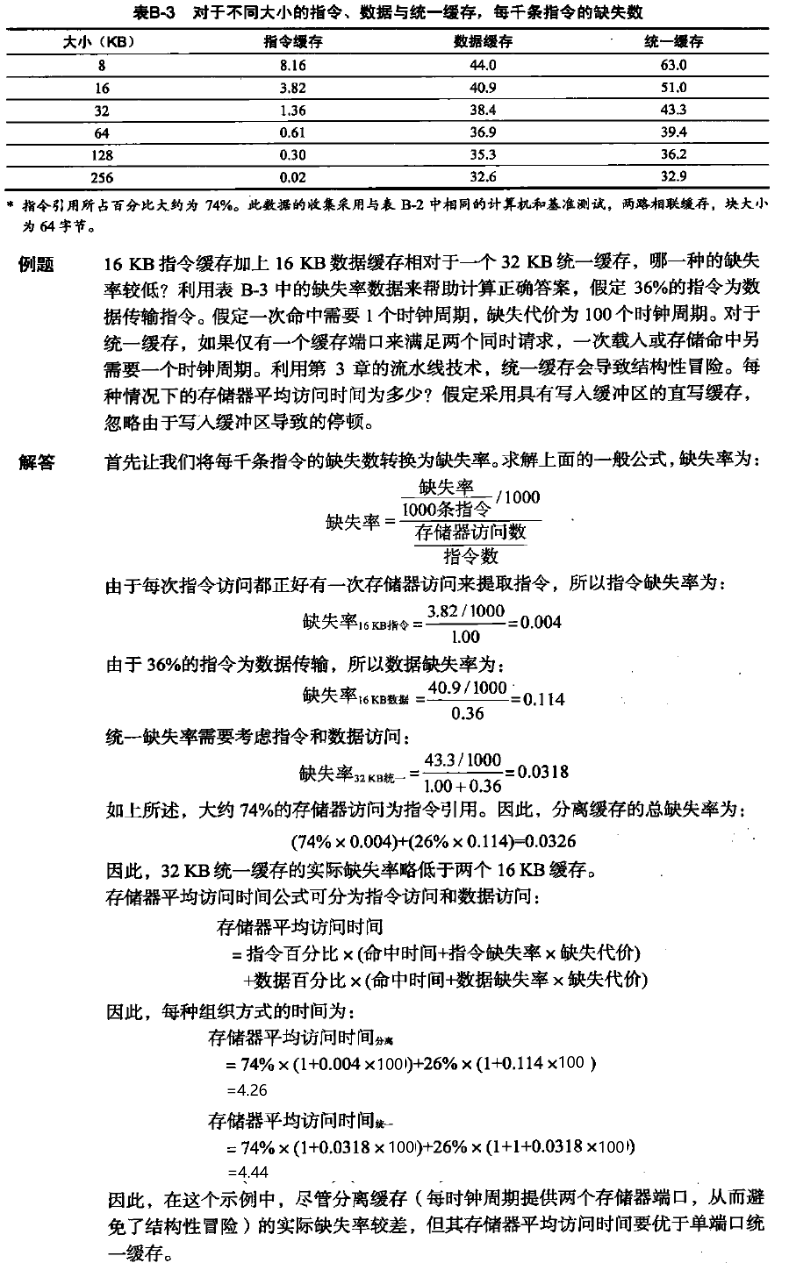 表B-3 对于不同大小的指令、数据与统一缓存，每千条指令的缺失数
大小（KB） 指令缓存 数据缓存 统一缓存
8 8.16 44.0 63.0
16 3.82 40.9 51.0
32 1.36 38.4 43.3
64 0.61 36.9 39.4
128 0.30 35.3 36.2
256 0.02 32.6 32.9
* 指令引用所占百分比大约为 74%。此数据的收集采用与表 B-2 中相同的计算机和基准测试，两路相联缓存，块大小
为 64 字节。
例题 16 KB 指令缓存加上 16 KB 数据缓存相对于一个 32 KB 统一缓存，哪一种的缺失
率较低？利用表 B-3 中的缺失率数据来帮助计算正确答案，假定 36%的指令为数
据传输指令。假定一次命中需要 1 个时钟周期，缺失代价为 100 个时钟周期。对于
统一缓存，如果仅有一个缓存端口来满足两个同时请求，一次载人或存储命中另
需要一个时钟周期。利用第 3 章的流水线技术，统一缓存会导致结构性冒险。每
种情况下的存储器平均访问时间为多少？假定采用具有写入缓冲区的直写缓存，
忽略由于写入缓冲区导致的停顿。
解答 首先让我们将每千条指令的缺失数转换为缺失率。求解上面的一般公式，缺失率为：
缺失率
1000条指令 /1000
缺失率 =
存储器访问数
指令数
由于每次指令访问都正好有一次存储器访问来提取指令，所以指令缺失率为：
缺失率16 KB指令 = 3.82 / 1000
1.00 =0.004
由于 36%的指令为数据传输，所以数据缺失率为：
缺失率16 KB数据 = 40.9 / 1000
0.36 =0.114
统一缺失率需要考虑指令和数据访问：
缺失率32 KB统一 = 43.3 / 1000
1.00 + 0.36 =0.0318
如上所述，大约 74%的存储器访问为指令引用。因此，分离缓存的总缺失率为：
(74% × 0.004)+(26% × 0.114)=0.0326
因此，32 KB 统一缓存的实际缺失率略低于两个 16 KB 缓存。
存储器平均访问时间公式可分为指令访问和数据访问：
存储器平均访问时间
= 指令百分比 × (命中时间+指令缺失率 × 缺失代价)
+数据百分比 × (命中时间+数据缺失率 × 缺失代价)
因此，每种组织方式的时间为：
存储器平均访问时间分离
= 74% × (1+0.004 ×100)+26% × (1+0.114 ×100 )
=4.26
存储器平均访问时间统一
= 74% × (1+0.0318 × 100)+26% × (1+1+0.0318 ×100)
=4.44
因此，在这个示例中，尽管分离缓存（每时钟周期提供两个存储器端口，从而避
免了结构性冒险）的实际缺失率较差，但其存储器平均访问时间要优于单端口统
一缓存。